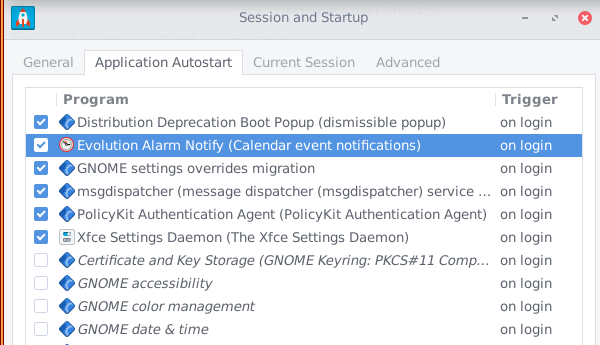 Session and Startup
General Application Autostart Current Session Advanced
Program Trigger
Distribution Deprecation Boot Popup (dismissible popup) on login
Evolution Alarm Notify (Calendar event notifications) on login
GNOME settings overrides migration on login
msgdispatcher (message dispatcher (msgdispatcher) service ... on login
PolicyKit Authentication Agent (PolicyKit Authentication Agent) on login
Xfce Settings Daemon (The Xfce Settings Daemon) on login
Certificate and Key Storage (GNOME Keyring: PKCS#11 Comp... on login
GNOME accessibility on login
GNOME color management on login
GNOME date & time on login